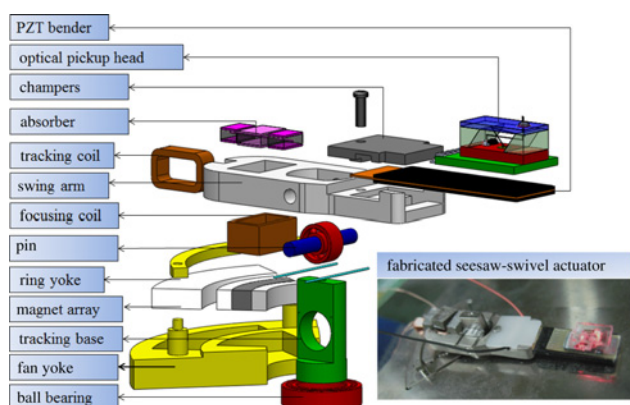 PZT bender
optical pickup head
champers
absorber
tracking coil
swing arm
focusing coil
pin
ring yoke
fabricated seesaw-swivel actuator
magnet array
tracking base
fan yoke
ball bearing